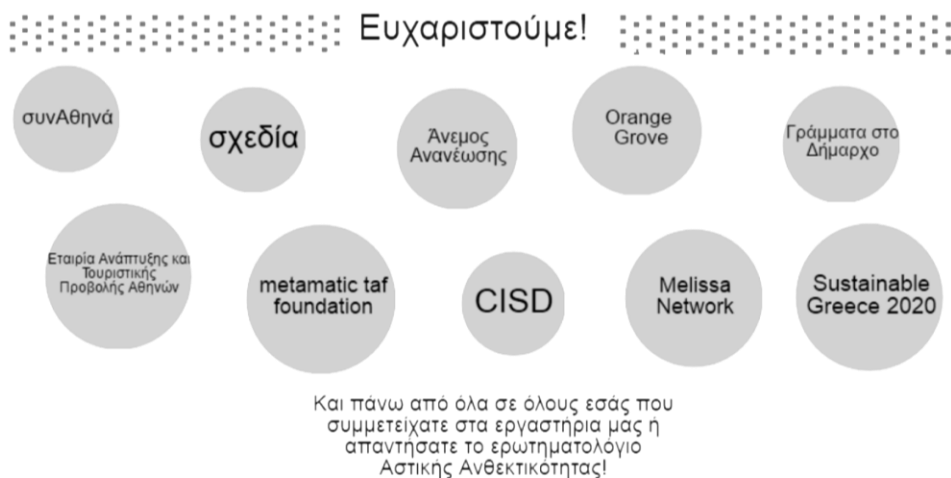 Ευχαριστούμε!
συνΑθηνά
σχεδία
Άνεμος
Ανανέωσης
Orange
Grove
Γράμματα στο
Δήμαρχο
Εταιρία Ανάπτυξης και
Τουριστικής
Προβολής Αθηνών
metamatic taf
foundation
CISD
Melissa
Network
Sustainable
Greece 2020
Και πάνω από όλα σε όλους εσάς που
συμμετείχατε στα εργαστήρια μας ή
απαντήσατε το ερωτηματολόγιο
Αστικής Ανθεκτικότητας!